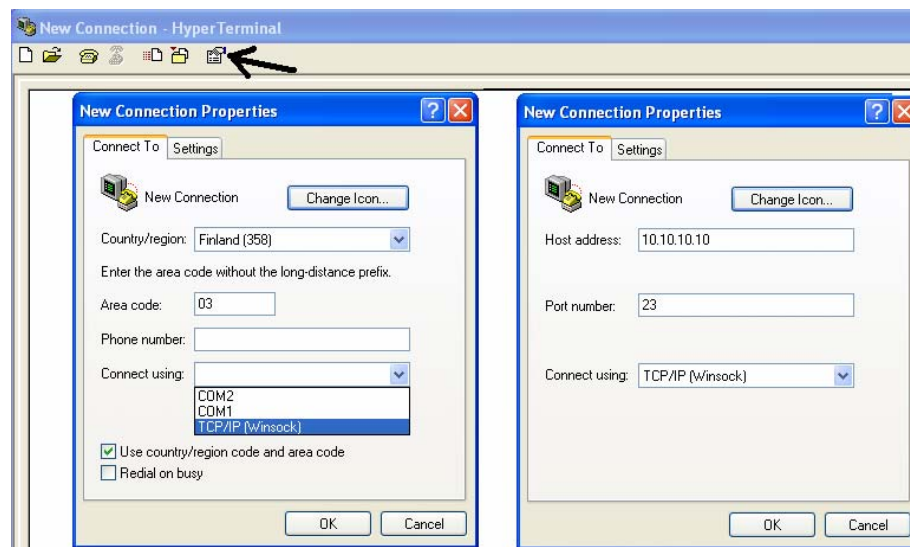 New Connection - HyperTerminal
New Connection Properties
Connect To Settings
New Connection Change Icon...
Country/region: Finland (358)
Enter the area code without the long-distance prefix.
Area code: 03
Phone number:
Connect using:
COM2
COM1
TCP/IP (Winsock)
Use country/region code and area code
Redial on busy
OK Cancel
New Connection Properties
Connect To Settings
New Connection Change Icon...
Host address: 10.10.10.10
Port number: 23
Connect using: TCP/IP (Winsock)
OK Cancel